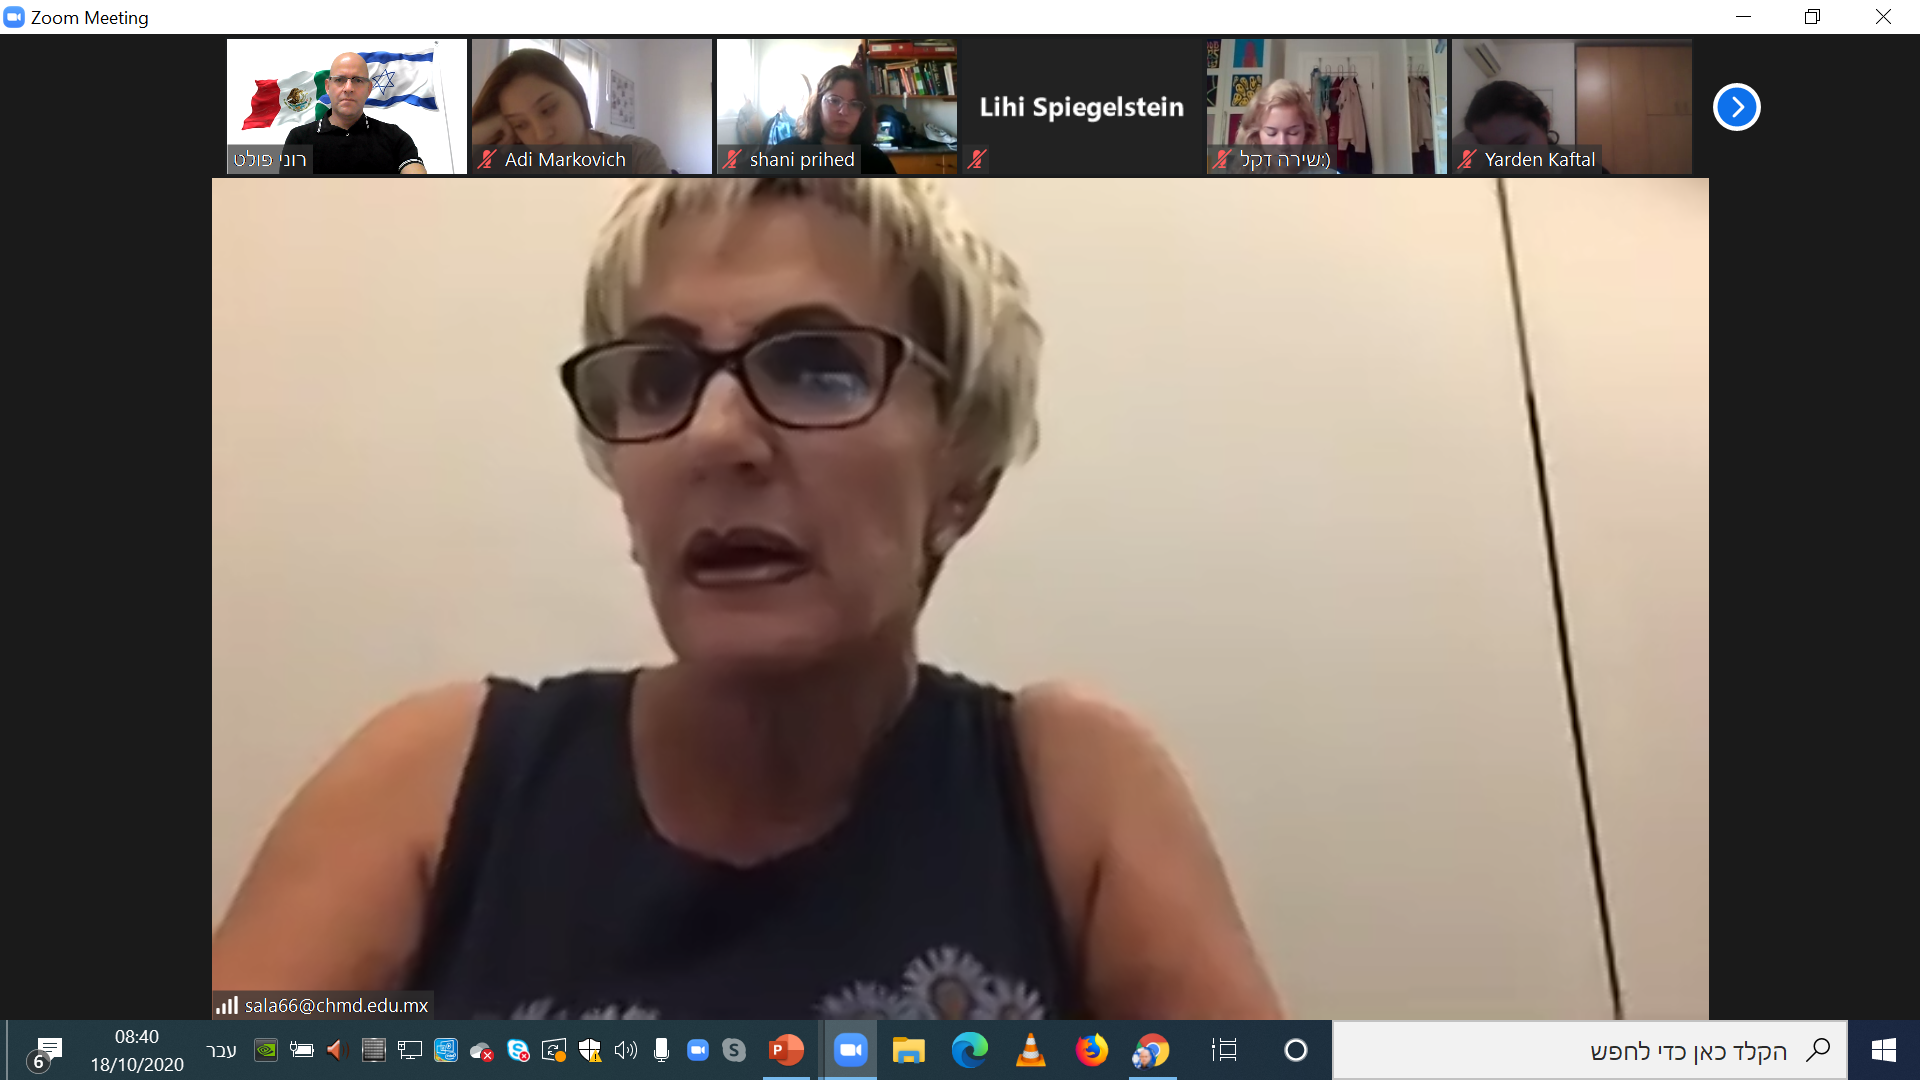 Zoom Meeting
רוני פולט
Adi Markovich
shani prihed
Lihi Spiegelstein
שירה דקל:)
Yarden Kaftal
sala66@chmd.edu.mx
6
08:40
18/10/2020
עבר
הקלד כאן כדי לחפש